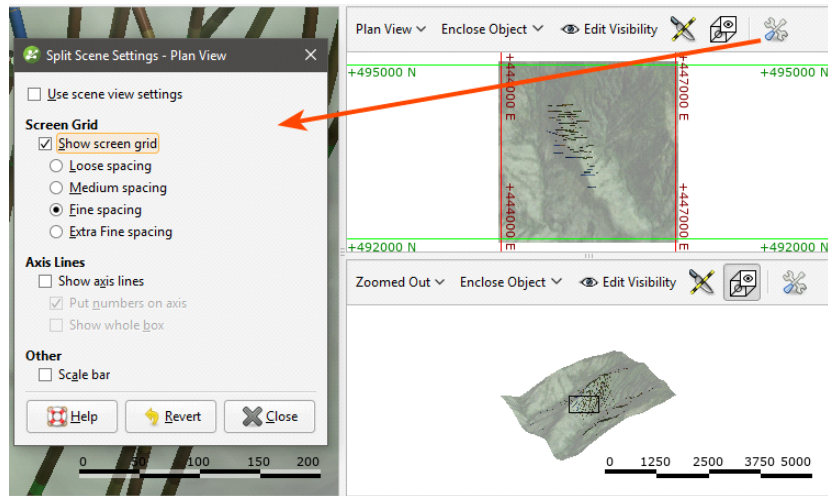 Split Scene Settings - Plan View
Use scene view settings
Screen Grid
Show screen grid
Loose spacing
Medium spacing
Fine spacing
Extra Fine spacing
Axis Lines
Show axis lines
Put numbers on axis
Show whole box
Other
Scale bar
Help Revert Close
0 50 100 150 200
Plan View Enclose Object Edit Visibility
+495000 N +495000 N
+444000 E +447000 E
+444000 E +447000 E
+492000 N +492000 N
Zoomed Out Enclose Object Edit Visibility
0 1250 2500 3750 5000